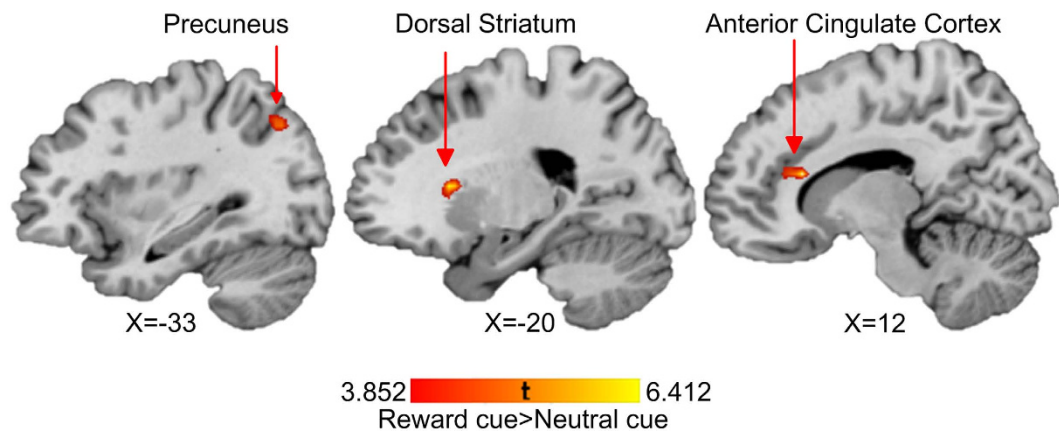 Precuneus
Dorsal Striatum
Anterior Cingulate Cortex
X=-33
X=-20
X=12
3.852 t 6.412
Reward cue>Neutral cue